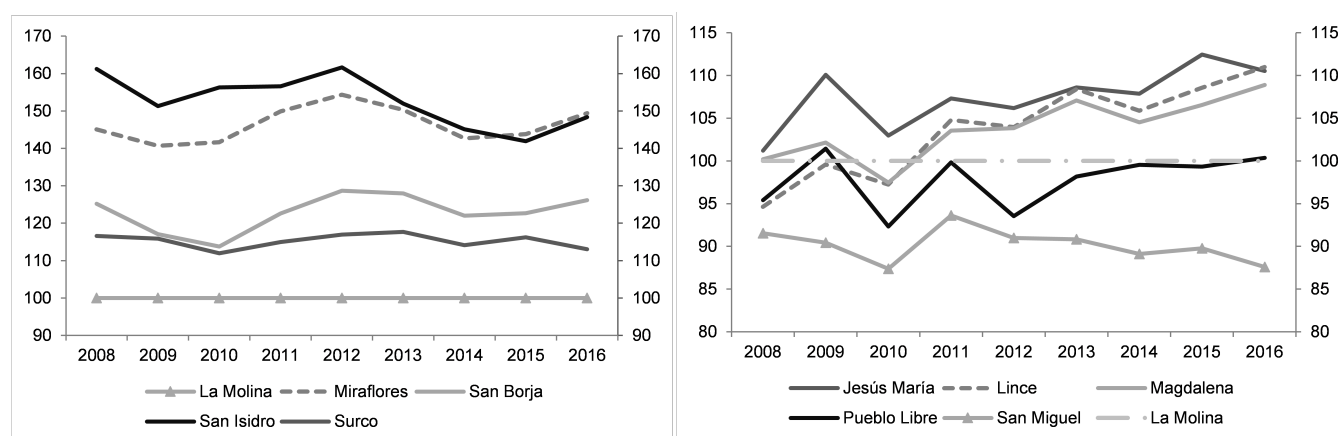 170 170
160 160
150 150
140 140
130 130
120 120
110 110
100 100
90 90
2008 2009 2010 2011 2012 2013 2014 2015 2016
La Molina Miraflores San Borja
San Isidro Surco
115 115
110 110
105 105
100 100
95 95
90 90
85 85
80 80
2008 2009 2010 2011 2012 2013 2014 2015 2016
Jesús María Lince Magdalena
Pueblo Libre San Miguel La Molina